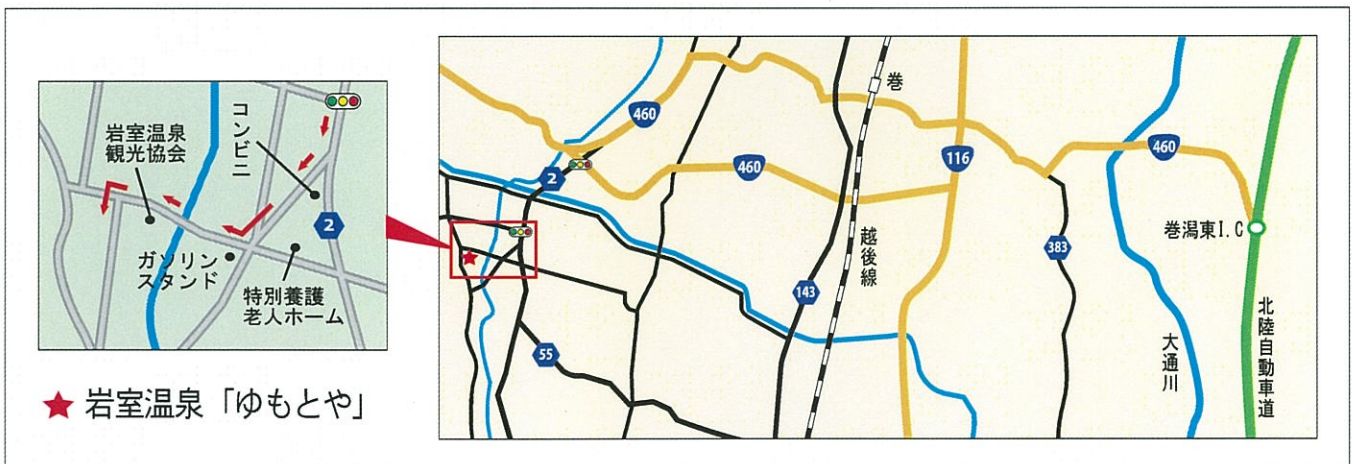 岩室温泉
観光協会
コンビニ
2
ガソリン
スタンド
特別養護
老人ホーム
★ 岩室温泉「ゆもとや」
巻
460
2
460
116
460
巻潟東I.C
越後線
383
143
55
大通川
北陸自動車道